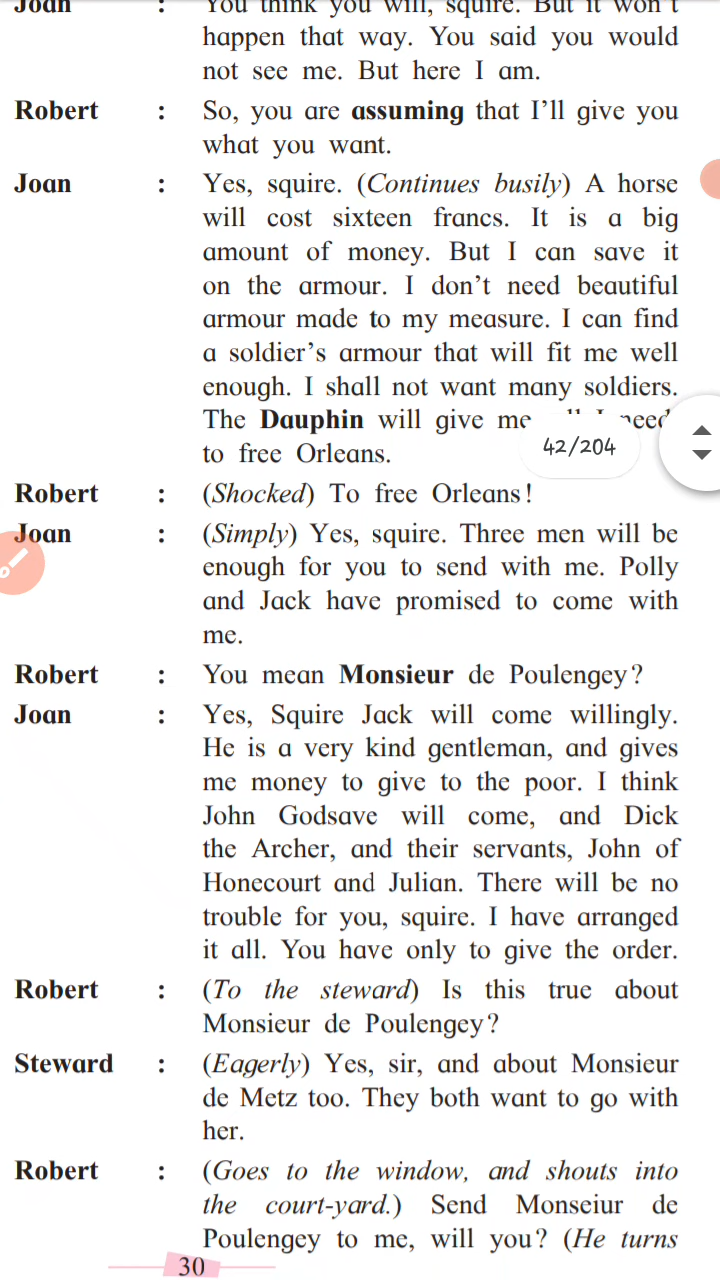 Joan : You think you will, squire. But it won't
happen that way. You said you would
not see me. But here I am.
Robert : So, you are assuming that I'll give you
what you want.
Joan : Yes, squire. (Continues busily) A horse
will cost sixteen francs. It is a big
amount of money. But I can save it
on the armour. I don't need beautiful
armour made to my measure. I can find
a soldier's armour that will fit me well
enough. I shall not want many soldiers.
The Dauphin will give me I need
to free Orleans.
42/204
Robert : (Shocked) To free Orleans!
Joan : (Simply) Yes, squire. Three men will be
enough for you to send with me. Polly
and Jack have promised to come with
me.
Robert : You mean Monsieur de Poulengey?
Joan : Yes, Squire Jack will come willingly.
He is a very kind gentleman, and gives
me money to give to the poor. I think
John Godsave will come, and Dick
the Archer, and their servants, John of
Honecourt and Julian. There will be no
trouble for you, squire. I have arranged
it all. You have only to give the order.
Robert : (To the steward) Is this true about
Monsieur de Poulengey?
Steward : (Eagerly) Yes, sir, and about Monsieur
de Metz too. They both want to go with
her.
Robert : (Goes to the window, and shouts into
the court-yard.) Send Monseiur de
Poulengey to me, will you? (He turns
30